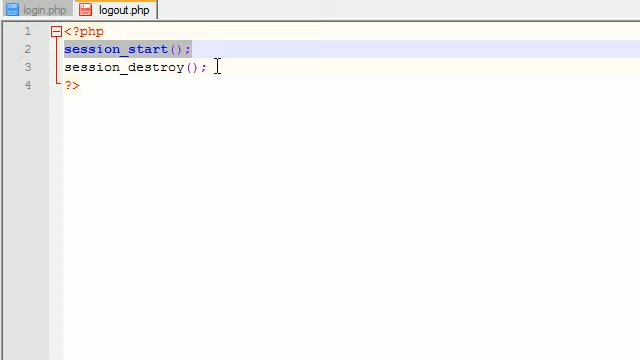 login.php logout.php
1 <?php
2 session_start();
3 session_destroy();
4 ?>